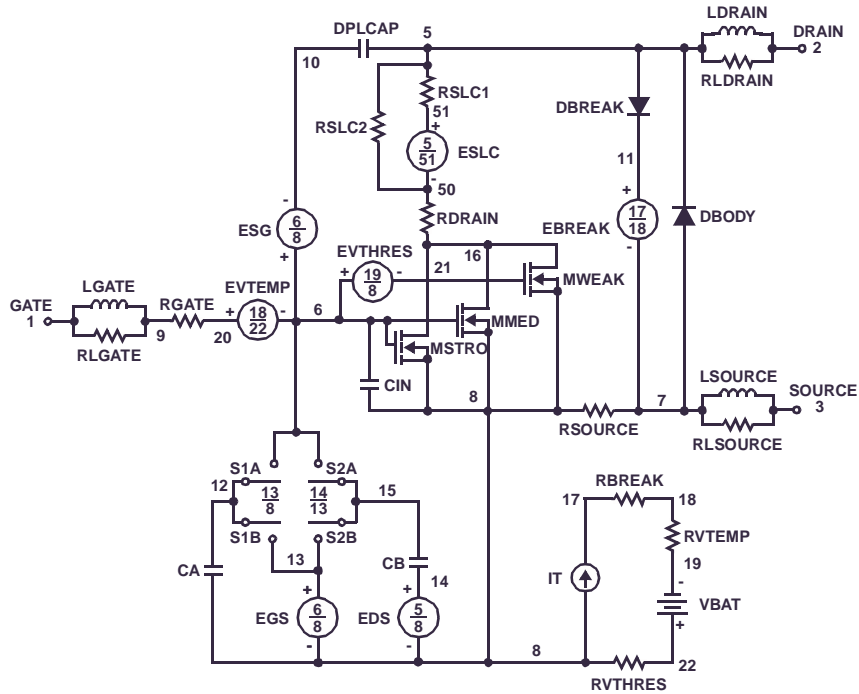 LDRAIN
DPLCAP 5 DRAIN
10 2
RLDRAIN
RSLC1
DBREAK
51
RSLC2
+
5
51
ESLC
11
-
50
-
+
17
18
EBREAK
DBODY
RDRAIN
6
8
ESG
EVTHRES
16
+
+
19
8
-
21
-
MWEAK
LGATE
EVTEMP
GATE
1
RGATE
+
18
22
-
6
MMED
9
20
MSTRO
RLGATE
LSOURCE
CIN
8
7
SOURCE
3
RSOURCE
RLSOURCE
S1A
S2A
RBREAK
12
13
8
14
13
15
17
18
S1B
S2B
RVTEMP
13
CB
19
CA
14
IT
-
+
+
VBAT
EGS
6
8
EDS
5
8
+
-
-
8
22
RVTHRES